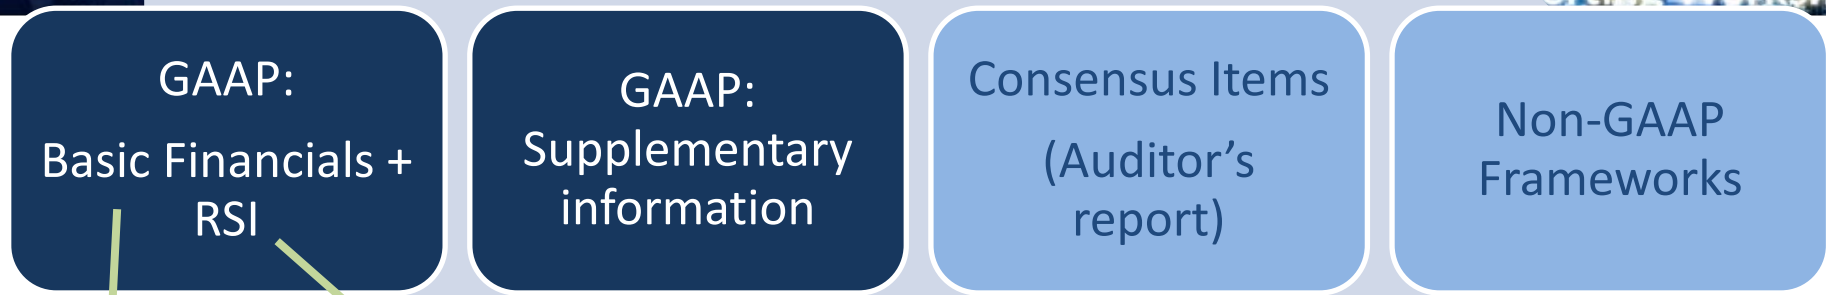 GAAP:
Basic Financials +
RSI
GAAP:
Supplementary
information
Consensus Items
(Auditor’s
report)
Non-GAAP
Frameworks